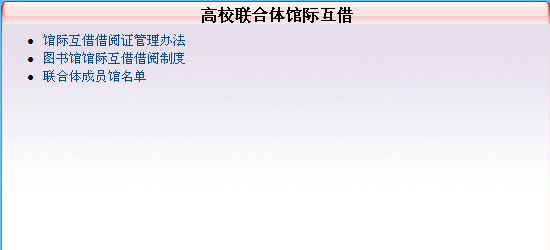 高校联合体馆际互借
馆际互借借阅证管理办法
图书馆馆际互借借阅制度
联合体成员馆名单